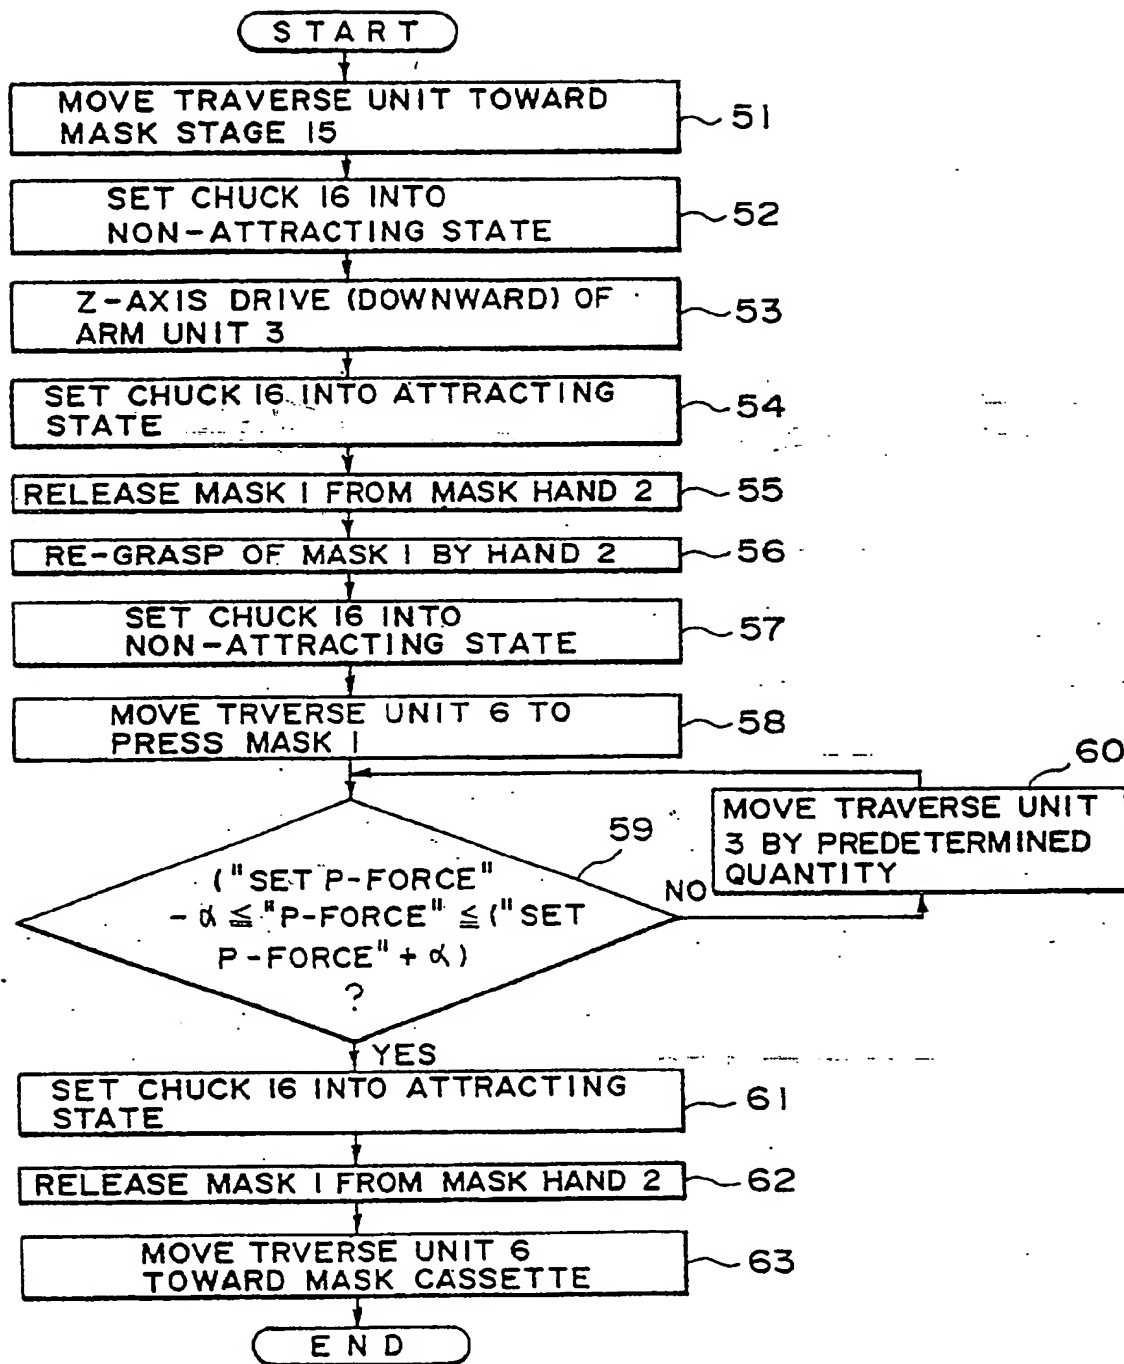 START
MOVE TRAVERSE UNIT TOWARD
MASK STAGE 15
51
SET CHUCK 16 INTO
NON-ATTRACTING STATE
52
Z-AXIS DRIVE (DOWNWARD) OF
ARM UNIT 3
53
SET CHUCK 16 INTO ATTRACTING
STATE
54
RELEASE MASK 1 FROM MASK HAND 2
55
RE-GRASP OF MASK 1 BY HAND 2
56
SET CHUCK 16 INTO
NON-ATTRACTING STATE
57
MOVE TRVERSE UNIT 6 TO
PRESS MASK 1
58
60
MOVE TRAVERSE UNIT
3 BY PREDETERMINED
QUANTITY
59
("SET P-FORCE"
- α ≦ "P-FORCE" ≦ ("SET
P-FORCE" + α)
?
NO
YES
SET CHUCK 16 INTO ATTRACTING
STATE
61
RELEASE MASK 1 FROM MASK HAND 2
62
MOVE TRVERSE UNIT 6
TOWARD MASK CASSETTE
63
END